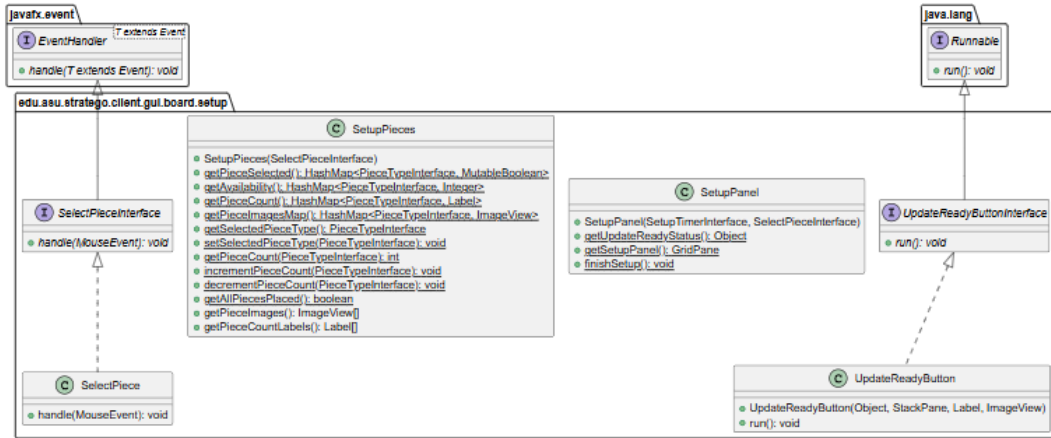 javafx.event
T extends Event
I EventHandler
handle(T extends Event): void
java.lang
I Runnable
run(): void
edu.asu.stratego.client.gui.board.setup
C SetupPieces
SetupPieces(SelectPieceInterface)
getPieceSelected(): HashMap<PieceTypeInterface, MutableBoolean>
getAvailability(): HashMap<PieceTypeInterface, Integer>
getPieceCount(): HashMap<PieceTypeInterface, Label>
getPieceImagesMap(): HashMap<PieceTypeInterface, ImageView>
getSelectedPieceType(): PieceTypeInterface
setSelectedPieceType(PieceTypeInterface): void
getPieceCount(PieceTypeInterface): int
incrementPieceCount(PieceTypeInterface): void
decrementPieceCount(PieceTypeInterface): void
getAllPiecesPlaced(): boolean
getPieceImages(): ImageView[]
getPieceCountLabels(): Label[]
I SelectPieceInterface
handle(MouseEvent): void
C SetupPanel
SetupPanel(SetupTimerInterface, SelectPieceInterface)
getUpdateReadyStatus(): Object
getSetupPanel(): GridPane
finishSetup(): void
I UpdateReadyButtonInterface
run(): void
C SelectPiece
handle(MouseEvent): void
C UpdateReadyButton
UpdateReadyButton(Object, StackPane, Label, ImageView)
run(): void